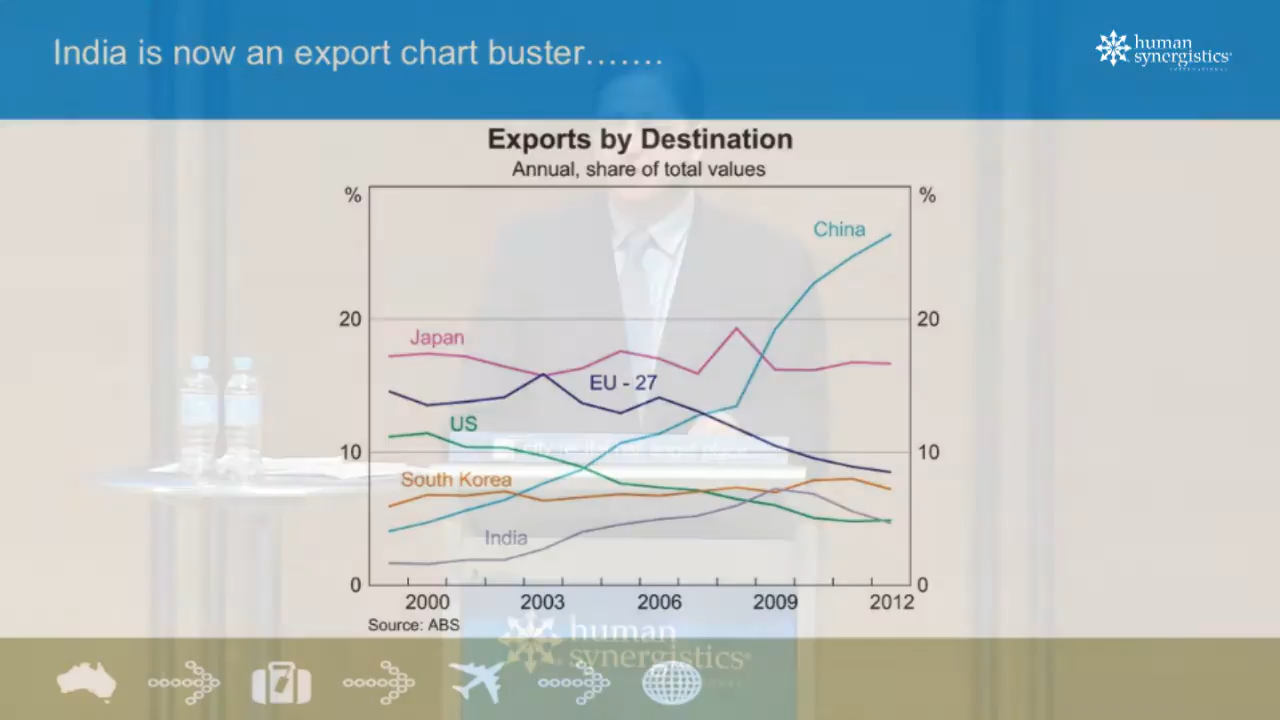 India is now an export chart buster…….
human
synergistics
Exports by Destination
Annual, share of total values
% %
China
20 20
Japan
EU - 27
US
10 10
South Korea
India
0 0
2000 2003 2006 2009 2012
Source: ABS
human
synergistics